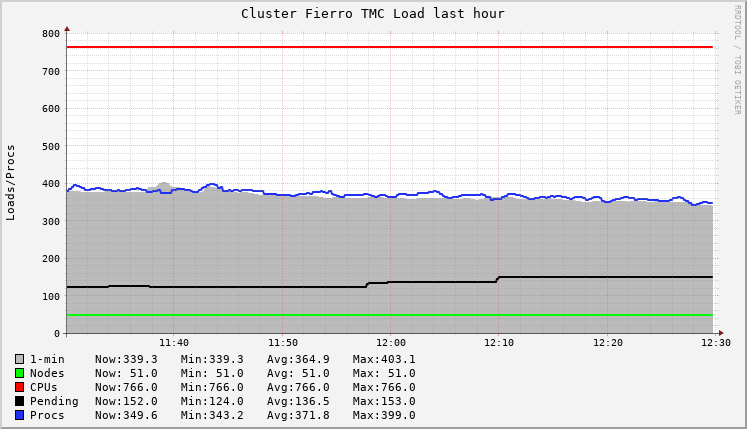 Cluster Fierro TMC Load last hour
RRDTOOL / TOBI OETIKER
Loads/Procs
800
700
600
500
400
300
200
100
0
11:40 11:50 12:00 12:10 12:20 12:30
1-min Now:339.3 Min:339.3 Avg:364.9 Max:403.1
Nodes Now: 51.0 Min: 51.0 Avg: 51.0 Max: 51.0
CPUs Now:766.0 Min:766.0 Avg:766.0 Max:766.0
Pending Now:152.0 Min:124.0 Avg:136.5 Max:153.0
Procs Now:349.6 Min:343.2 Avg:371.8 Max:399.0